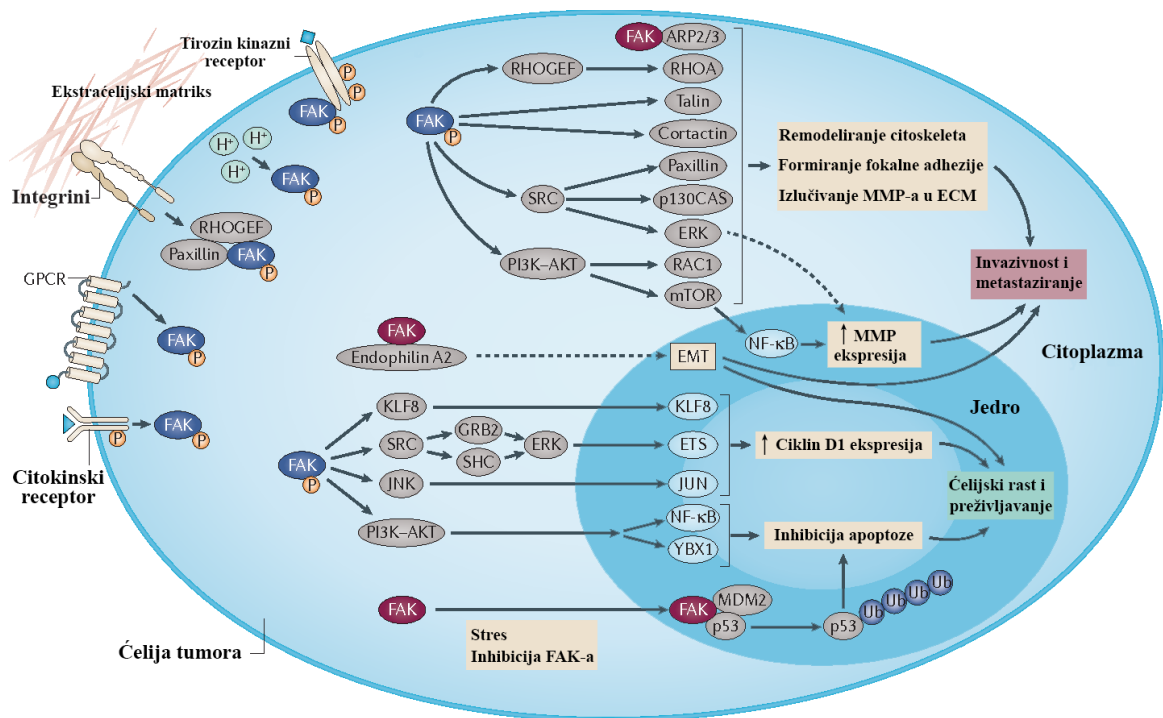 Tirozin kinazni
receptor
P
P
FAK
P
Ekstraćelijski matriks
H+
H+
H+
FAK
P
Integrini
RHOGEF
Paxillin
FAK
P
GPCR
FAK
P
P
FAK
P
Citokinski
receptor
Ćelija tumora
FAK
ARP2/3
RHOGEF
RHOA
FAK
P
Talin
Cortactin
Paxillin
SRC
p130CAS
ERK
PI3K–AKT
RAC1
mTOR
Remodeliranje citoskeleta
Formiranje fokalne adhezije
Izlučivanje MMP-a u ECM
Invazivnost i
metastaziranje
NF-κB
↑ MMP
ekspresija
Citoplazma
FAK
Endophilin A2
EMT
Jedro
KLF8
KLF8
SRC
GRB2
SHC
ERK
ETS
↑ Ciklin D1 ekspresija
FAK
P
JNK
JUN
Ćelijski rast i
preživljavanje
PI3K–AKT
NF-κB
YBX1
Inhibicija apoptoze
FAK
FAK
MDM2
p53
p53
Ub
Ub
Ub
Ub
Stres
Inhibicija FAK-a